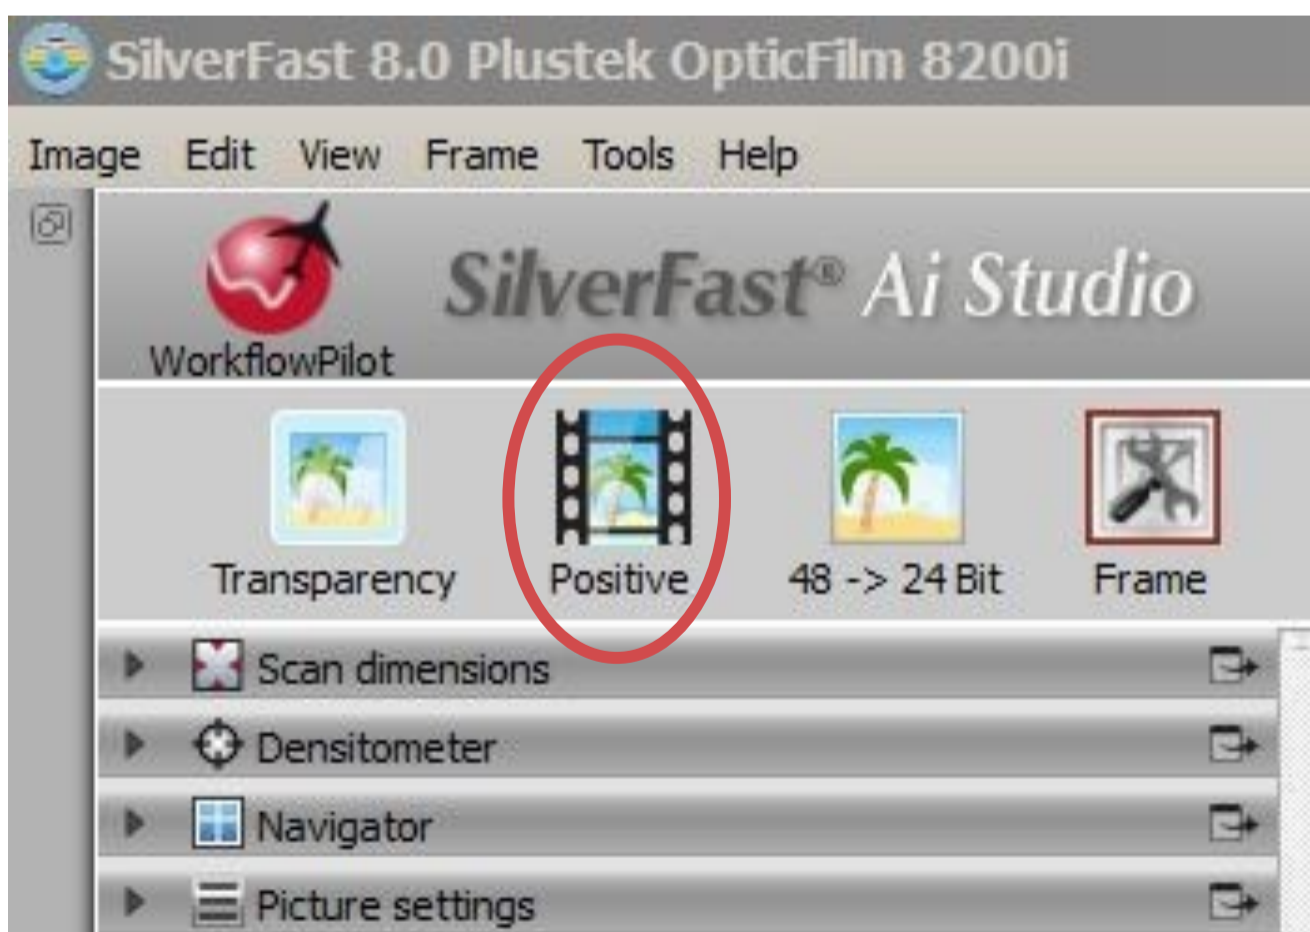 SilverFast 8.0 Plustek OpticFilm 8200i
Image Edit View Frame Tools Help
WorkflowPilot
SilverFast® Ai Studio
Transparency Positive 48 -> 24 Bit Frame
Scan dimensions
Densitometer
Navigator
Picture settings